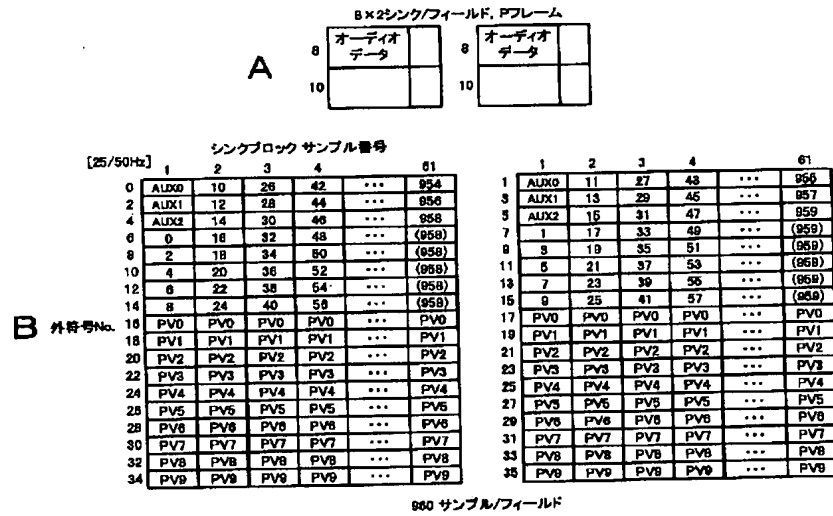 8×2シンク/フィールド, Pフレーム
A
8 オーディオデータ 8 オーディオデータ
10 10
シンクブロック サンプル番号
[25/50Hz] 1 2 3 4 61 1 2 3 4 61
0 AUX0 10 26 42 ··· 954 1 AUX0 11 27 43 ··· 955
2 AUX1 12 28 44 ··· 956 3 AUX1 13 29 45 ··· 957
4 AUX2 14 30 46 ··· 958 5 AUX2 15 31 47 ··· 959
6 0 16 32 48 ··· (958) 7 1 17 33 49 ··· (959)
8 2 18 34 50 ··· (958) 9 3 19 35 51 ··· (959)
10 4 20 36 52 ··· (958) 11 5 21 37 53 ··· (959)
12 6 22 38 54 ··· (958) 13 7 23 39 55 ··· (959)
14 8 24 40 56 ··· (958) 15 9 25 41 57 ··· (959)
B 外符号No. 16 PV0 PV0 PV0 PV0 ··· PV0 17 PV0 PV0 PV0 PV0 ··· PV0
18 PV1 PV1 PV1 PV1 ··· PV1 19 PV1 PV1 PV1 PV1 ··· PV1
20 PV2 PV2 PV2 PV2 ··· PV2 21 PV2 PV2 PV2 PV2 ··· PV2
22 PV3 PV3 PV3 PV3 ··· PV3 23 PV3 PV3 PV3 PV3 ··· PV3
24 PV4 PV4 PV4 PV4 ··· PV4 25 PV4 PV4 PV4 PV4 ··· PV4
26 PV5 PV5 PV5 PV5 ··· PV5 27 PV5 PV5 PV5 PV5 ··· PV5
28 PV6 PV6 PV6 PV6 ··· PV6 29 PV6 PV6 PV6 PV6 ··· PV6
30 PV7 PV7 PV7 PV7 ··· PV7 31 PV7 PV7 PV7 PV7 ··· PV7
32 PV8 PV8 PV8 PV8 ··· PV8 33 PV8 PV8 PV8 PV8 ··· PV8
34 PV9 PV9 PV9 PV9 ··· PV9 35 PV9 PV9 PV9 PV9 ··· PV9
960 サンプル/フィールド